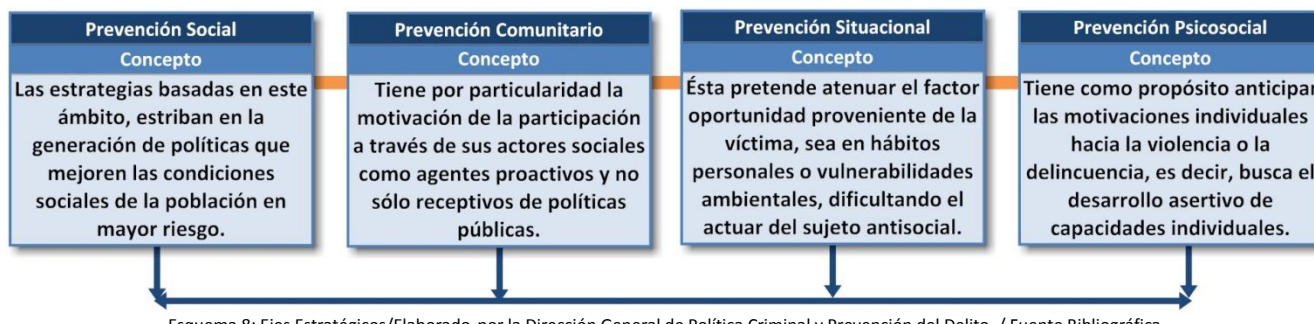 Prevención Social
Concepto
Las estrategias basadas en este
ámbito, estriban en la
generación de políticas que
mejoren las condiciones
sociales de la población en
mayor riesgo.
Prevención Comunitario
Concepto
Tiene por particularidad la
motivación de la participación
a través de sus actores sociales
como agentes proactivos y no
sólo receptivos de políticas
públicas.
Prevención Situacional
Concepto
Ésta pretende atenuar el factor
oportunidad proveniente de la
víctima, sea en hábitos
personales o vulnerabilidades
ambientales, dificultando el
actuar del sujeto antisocial.
Prevención Psicosocial
Concepto
Tiene como propósito anticipar
las motivaciones individuales
hacia la violencia o la
delincuencia, es decir, busca el
desarrollo asertivo de
capacidades individuales.
Esquema 8: Ejes Estratégicos/Elaborado por la Dirección General de Política Criminal y Prevención del Delito. / Fuente Bibliográfica